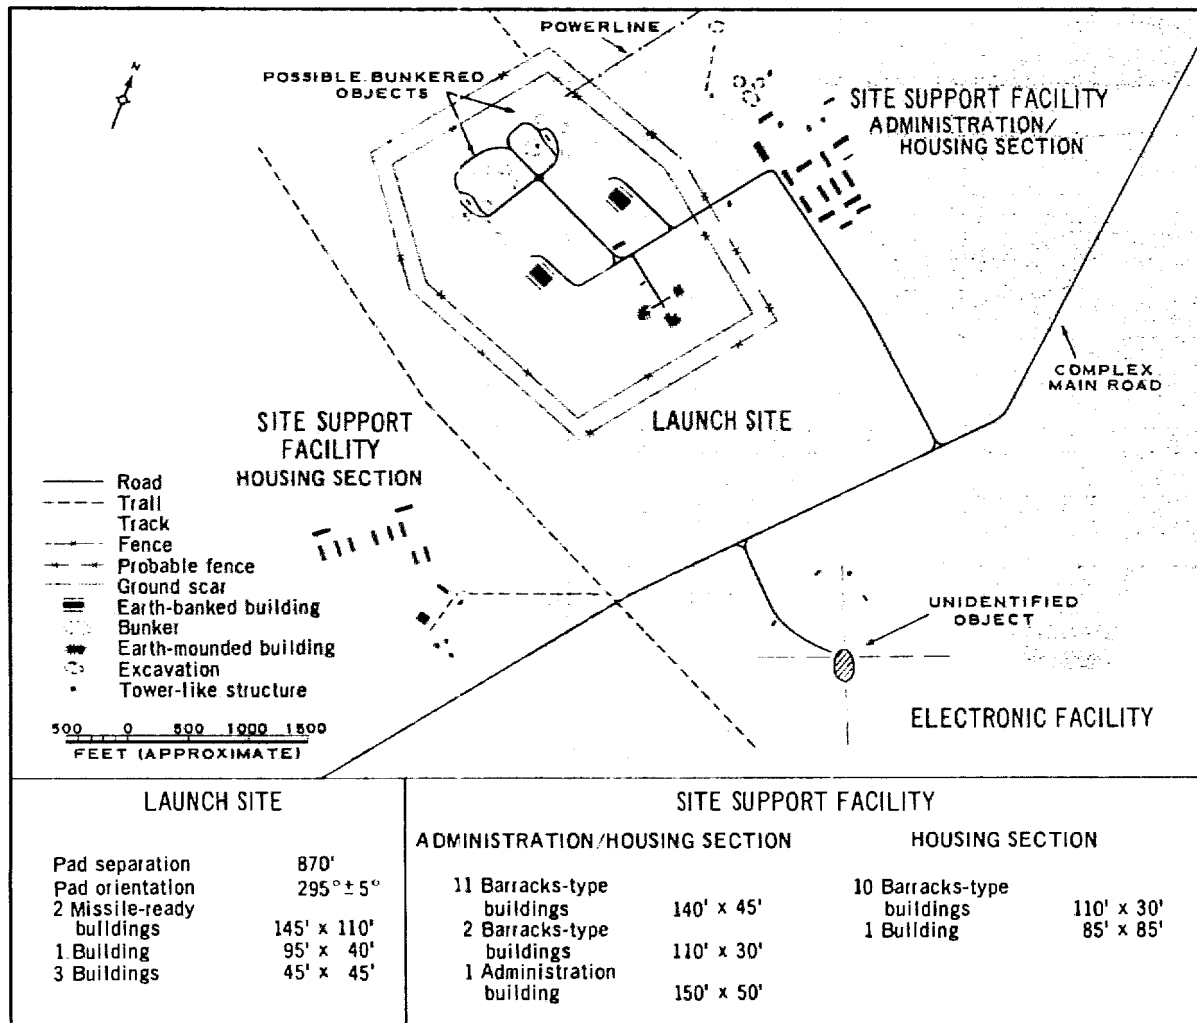 N
POWERLINE
POSSIBLE BUNKERED
OBJECTS
SITE SUPPORT FACILITY
ADMINISTRATION/
HOUSING SECTION
COMPLEX
MAIN ROAD
LAUNCH SITE
SITE SUPPORT
FACILITY
HOUSING SECTION
Road
Trail
Track
Fence
Probable fence
Ground scar
Earth-banked building
Bunker
Earth-mounded building
Excavation
Tower-like structure
500 0 500 1000 1500
FEET (APPROXIMATE)
UNIDENTIFIED
OBJECT
ELECTRONIC FACILITY
LAUNCH SITE
Pad separation 870'
Pad orientation 295° ± 5°
2 Missile-ready
buildings 145' x 110'
1 Building 95' x 40'
3 Buildings 45' x 45'
SITE SUPPORT FACILITY
ADMINISTRATION/HOUSING SECTION
11 Barracks-type
buildings 140' x 45'
2 Barracks-type
buildings 110' x 30'
1 Administration
building 150' x 50'
HOUSING SECTION
10 Barracks-type
buildings 110' x 30'
1 Building 85' x 85'